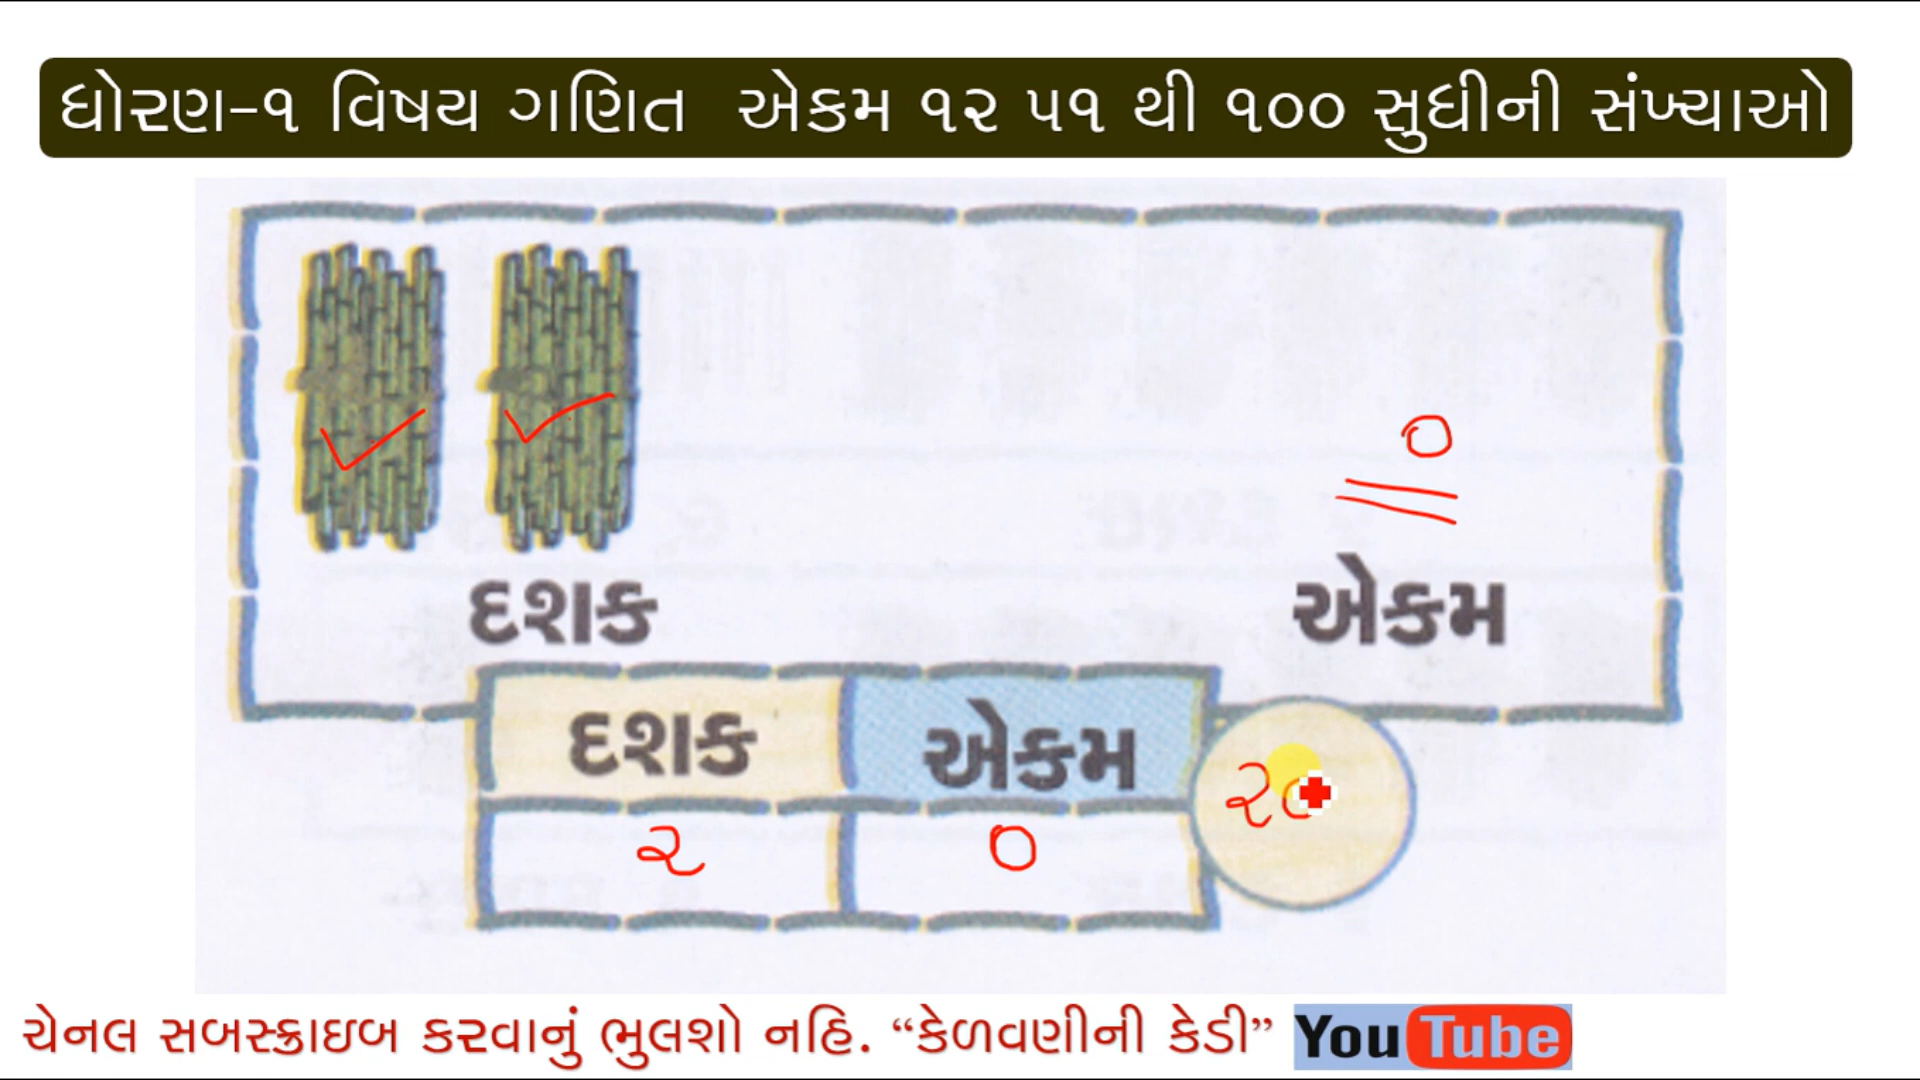 ધોરણ-૧ વિષય ગણિત એકમ ૧૨ ૫૧ થી ૧૦૦ સુધીની સંખ્યાઓ
૦
દશક એકમ
દશક એકમ
૨૦
૨ ૦
ચેનલ સબસ્ક્રાઇબ કરવાનું ભુલશો નહિ. “કેળવણીની કેડી” YouTube